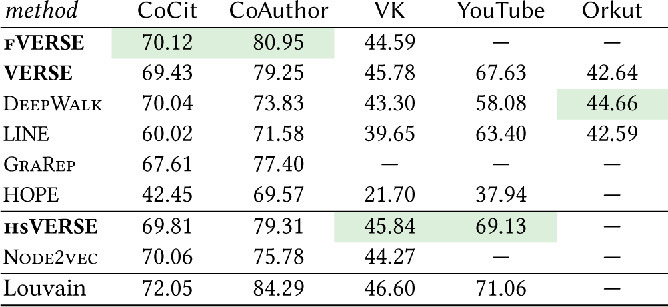 method CoCit CoAuthor VK YouTube Orkut
fVERSE 70.12 80.95 44.59 — —
VERSE 69.43 79.25 45.78 67.63 42.64
DeepWalk 70.04 73.83 43.30 58.08 44.66
LINE 60.02 71.58 39.65 63.40 42.59
GraRep 67.61 77.40 — — —
HOPE 42.45 69.57 21.70 37.94 —
hsVERSE 69.81 79.31 45.84 69.13 —
Node2vec 70.06 75.78 44.27 — —
Louvain 72.05 84.29 46.60 71.06 —